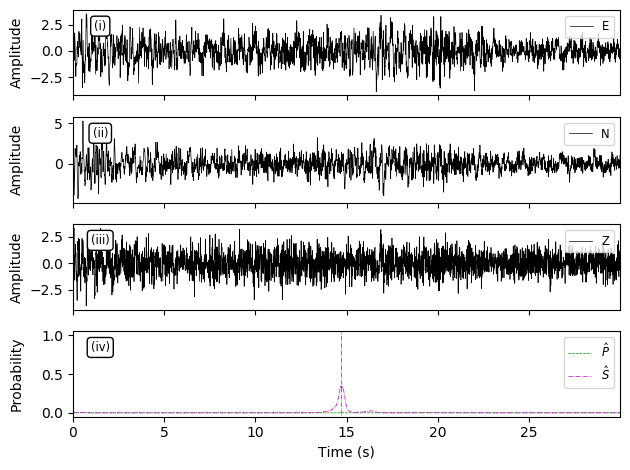 Amplitude
2.5
0.0
−2.5
(i)
E
Amplitude
5
0
(ii)
N
Amplitude
2.5
0.0
−2.5
(iii)
Z
Probability
1.0
0.5
0.0
(iv)
P̂
Ŝ
0 5 10 15 20 25
Time (s)